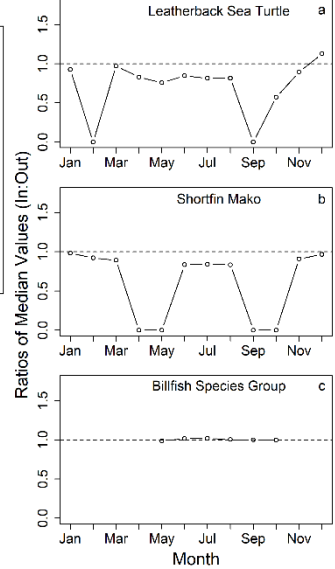 Ratios of Median Values (In:Out)
Leatherback Sea Turtle a
1.5
1.0
0.5
0.0
Jan Mar May Jul Sep Nov
Shortfin Mako b
1.5
1.0
0.5
0.0
Jan Mar May Jul Sep Nov
Billfish Species Group c
1.5
1.0
0.5
0.0
Jan Mar May Jul Sep Nov
Month